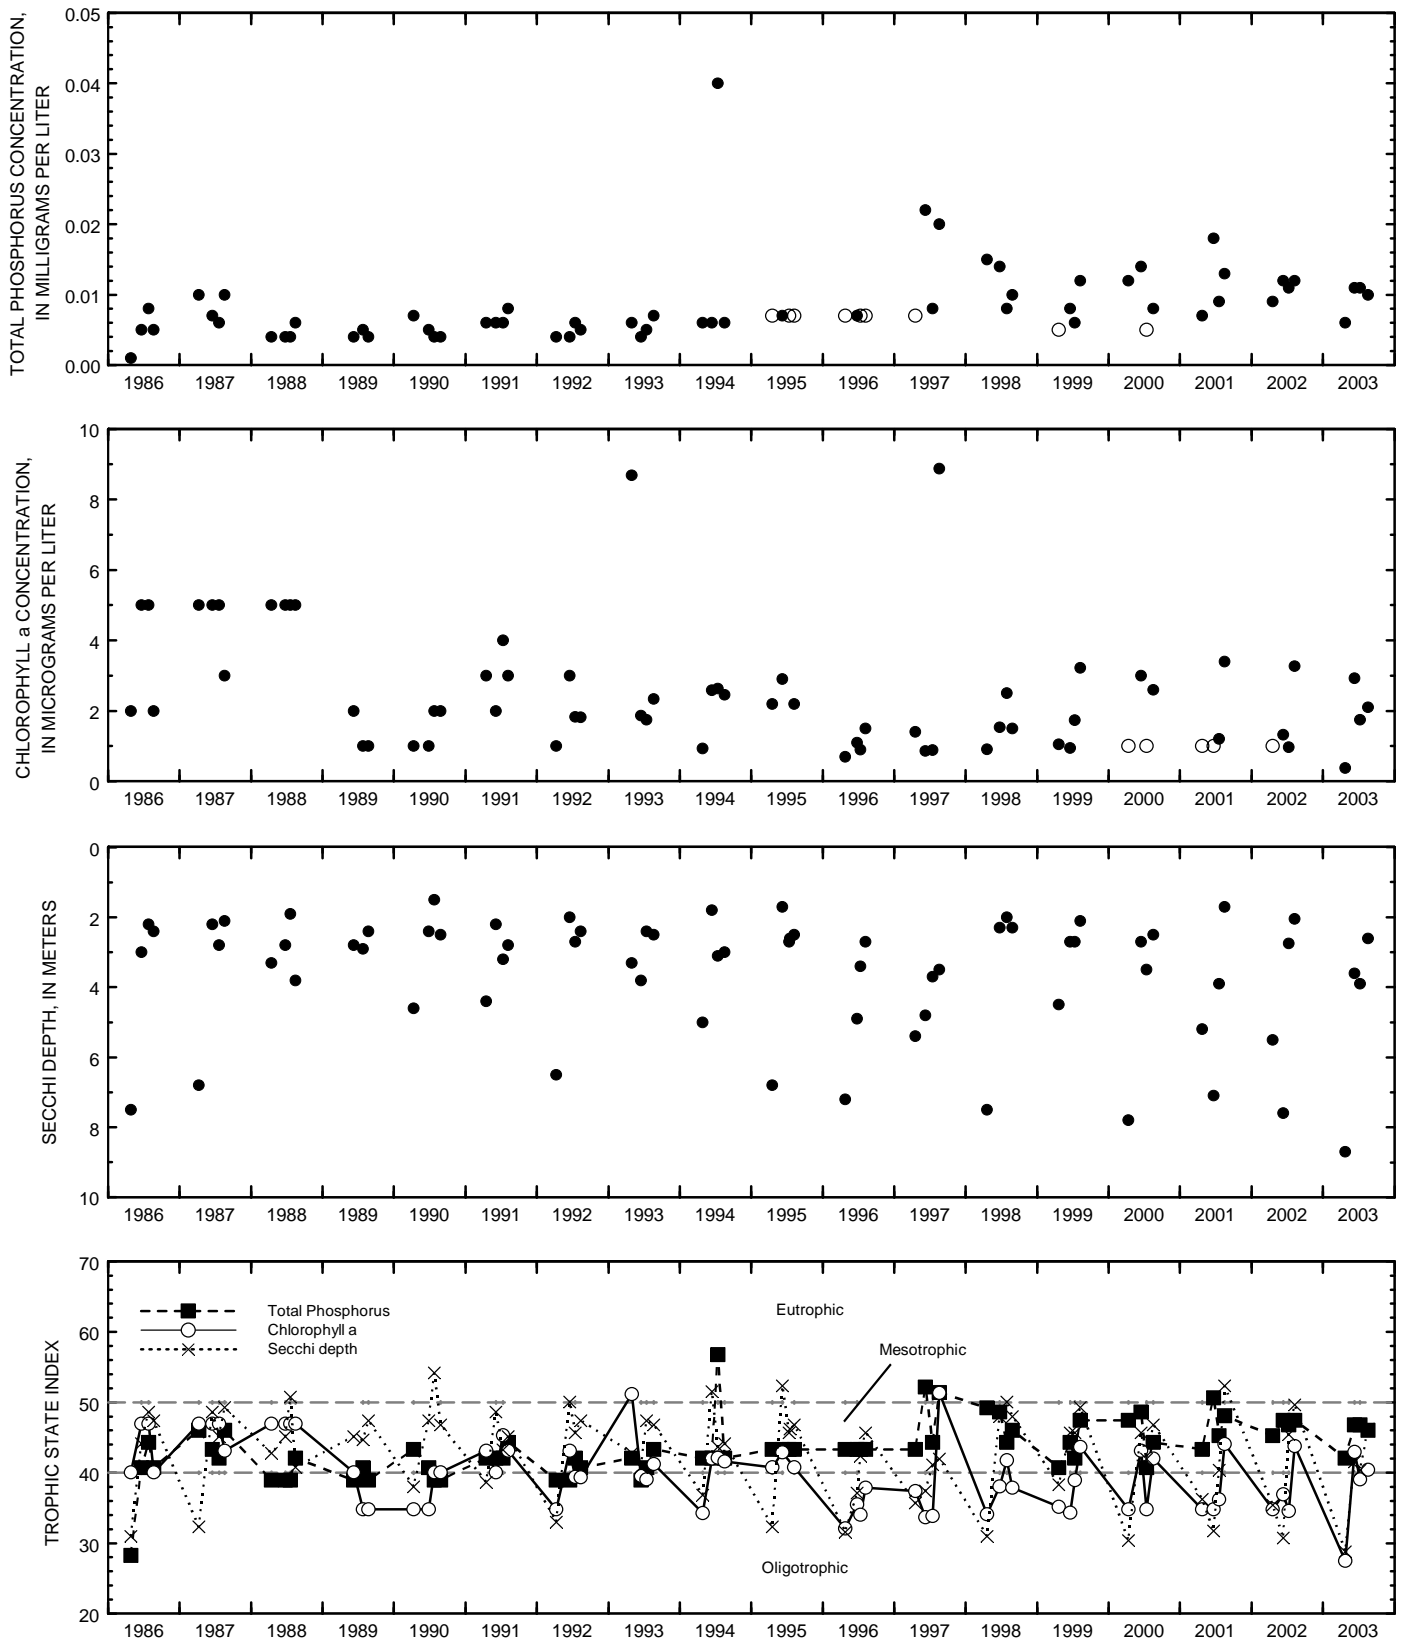 TOTAL PHOSPHORUS CONCENTRATION,
IN MILLIGRAMS PER LITER
0.05
0.04
0.03
0.02
0.01
0.00
1986 1987 1988 1989 1990 1991 1992 1993 1994 1995 1996 1997 1998 1999 2000 2001 2002 2003
CHLOROPHYLL a CONCENTRATION,
IN MICROGRAMS PER LITER
10
8
6
4
2
0
1986 1987 1988 1989 1990 1991 1992 1993 1994 1995 1996 1997 1998 1999 2000 2001 2002 2003
SECCHI DEPTH, IN METERS
0
2
4
6
8
10
1986 1987 1988 1989 1990 1991 1992 1993 1994 1995 1996 1997 1998 1999 2000 2001 2002 2003
TROPHIC STATE INDEX
70
60
50
40
30
20
Total Phosphorus
Chlorophyll a
Secchi depth
Eutrophic
Mesotrophic
Oligotrophic
1986 1987 1988 1989 1990 1991 1992 1993 1994 1995 1996 1997 1998 1999 2000 2001 2002 2003